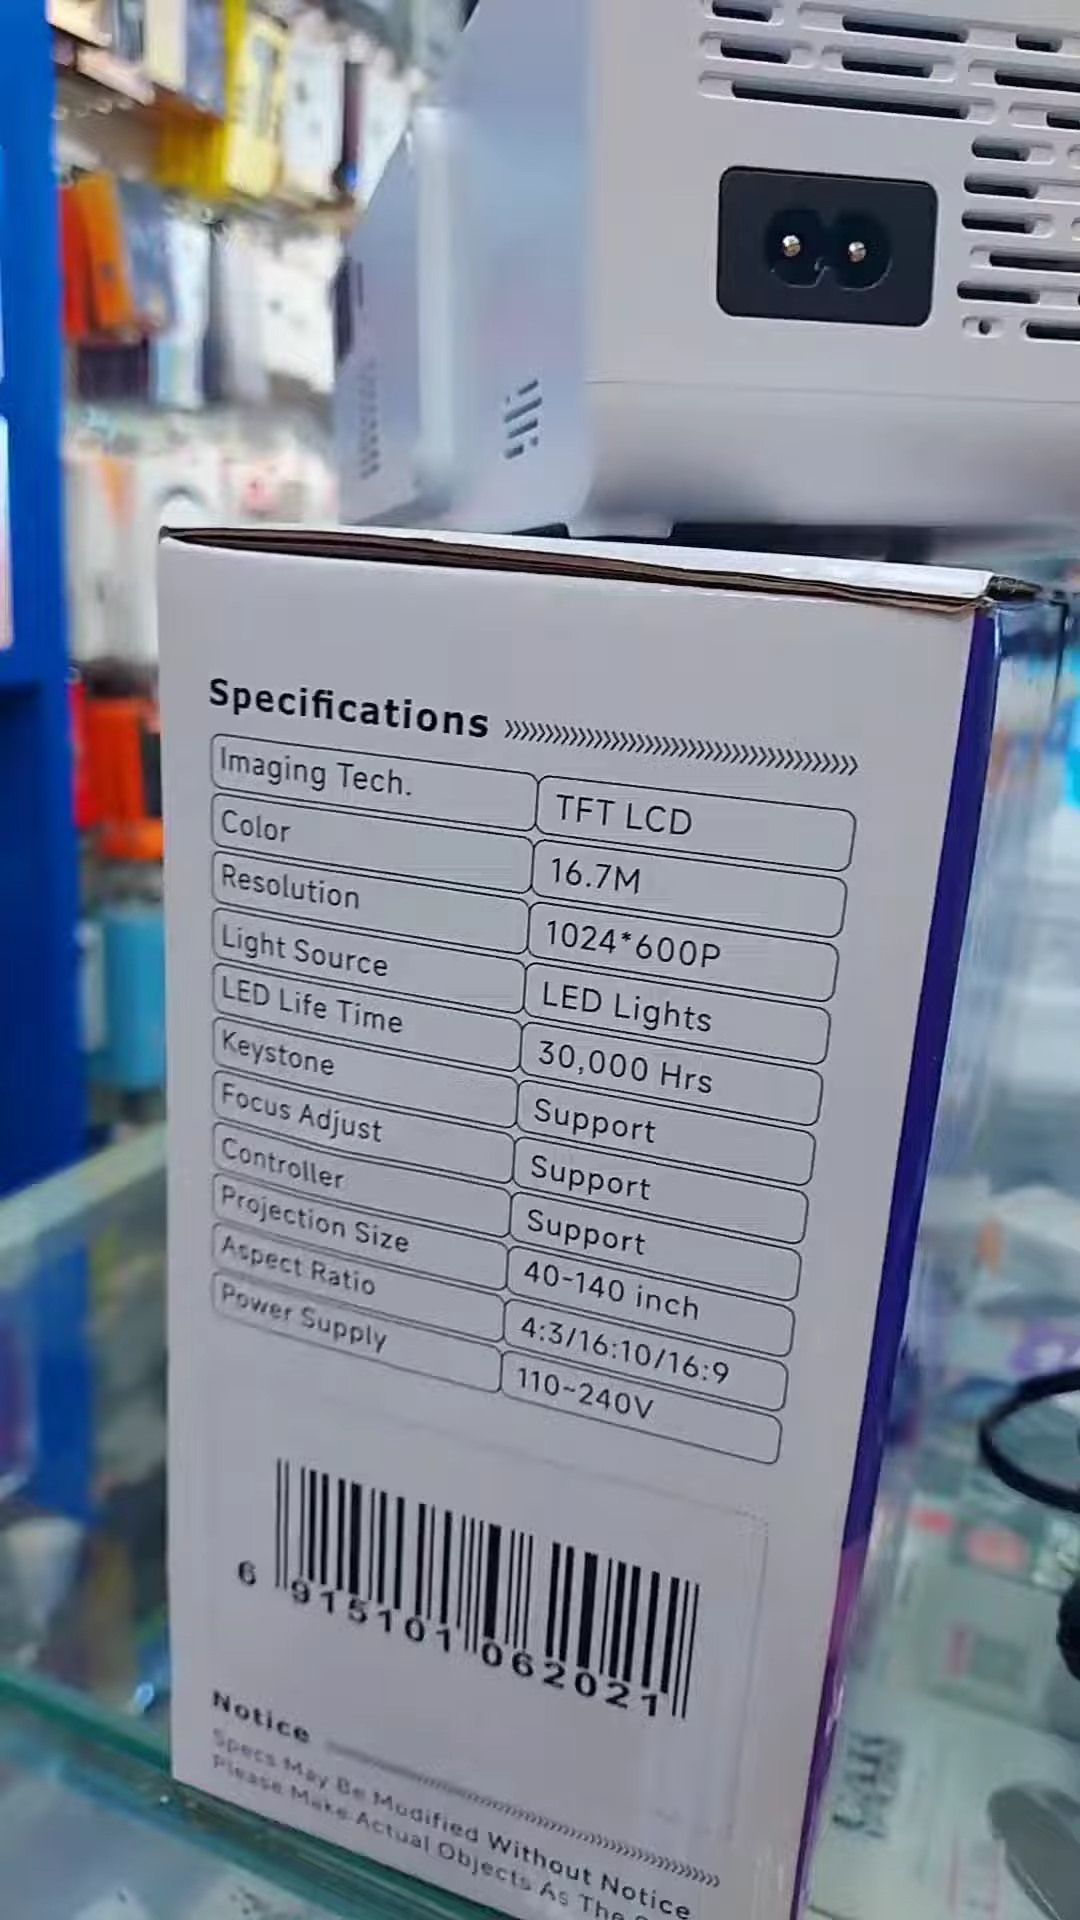 Specifications
Imaging Tech. TFT LCD
Color 16.7M
Resolution 1024*600P
Light Source LED Lights
LED Life Time 30,000 Hrs
Keystone Support
Focus Adjust Support
Controller Support
Projection Size 40-140 inch
Aspect Ratio 4:3/16:10/16:9
Power Supply 110~240V
6 915101 062021
Notice
Specs May Be Modified Without Notice
Please Make Actual Objects As The